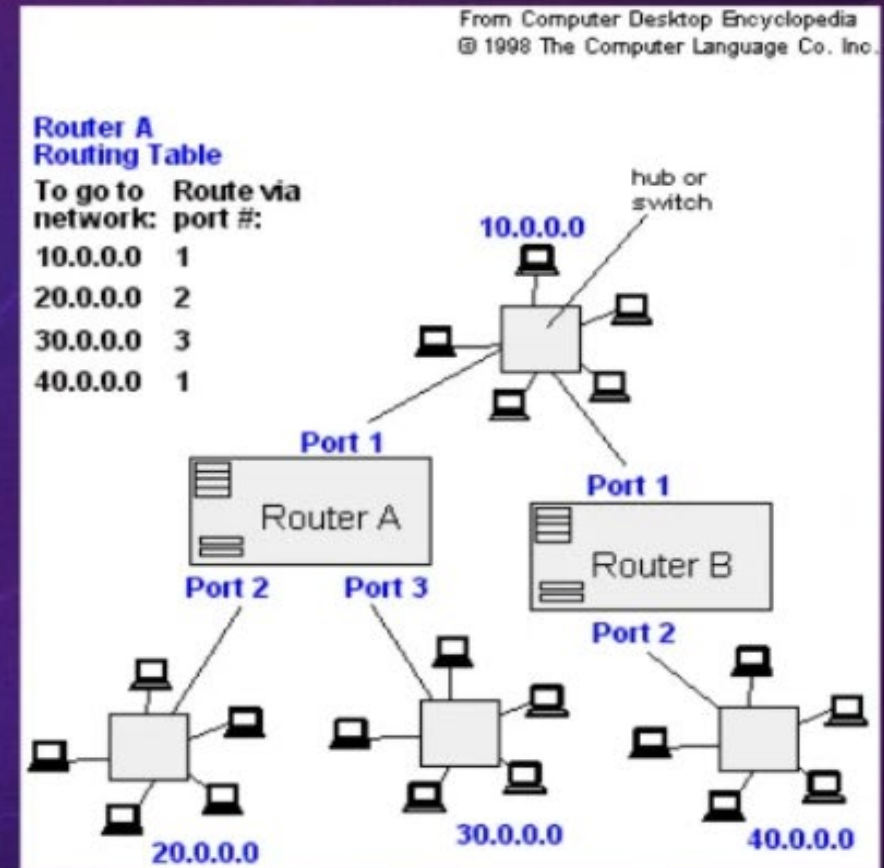 From Computer Desktop Encyclopedia
© 1998 The Computer Language Co. Inc.
Router A
Routing Table
To go to network: Route via port #:
10.0.0.0 1
20.0.0.0 2
30.0.0.0 3
40.0.0.0 1
hub or
switch
10.0.0.0
Port 1
Router A
Port 2 Port 3
Port 1
Router B
Port 2
20.0.0.0
30.0.0.0
40.0.0.0